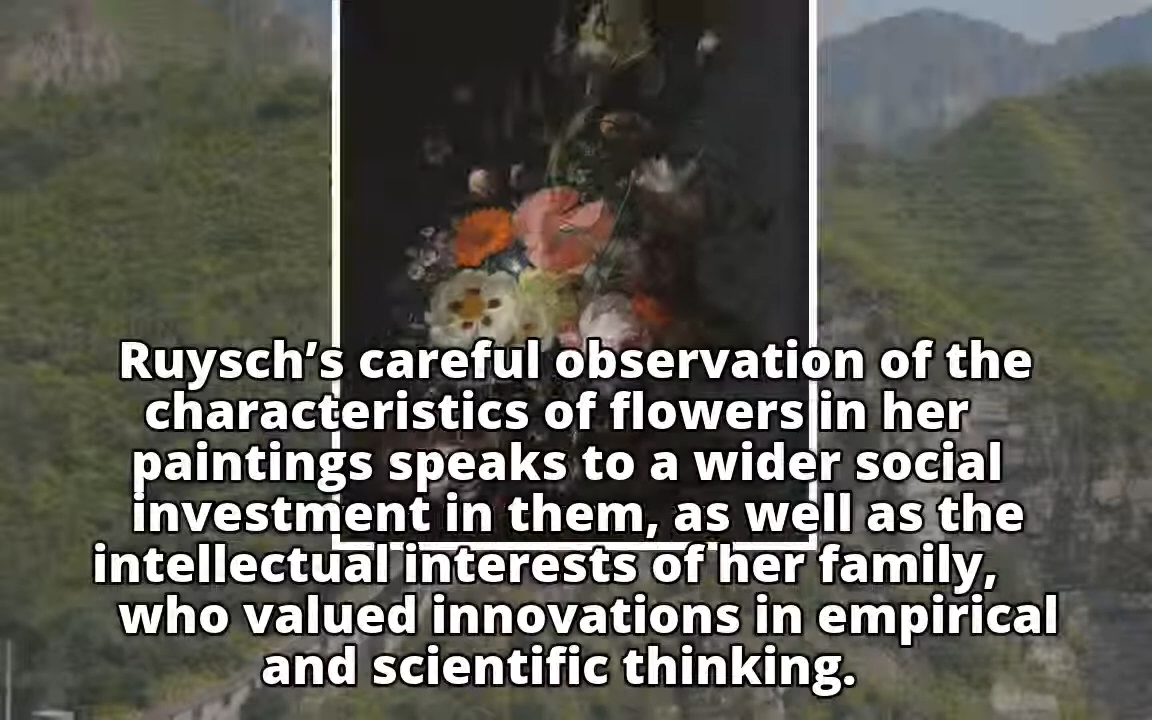 Ruysch’s careful observation of the
characteristics of flowers in her
paintings speaks to a wider social
investment in them, as well as the
intellectual interests of her family,
who valued innovations in empirical
and scientific thinking.